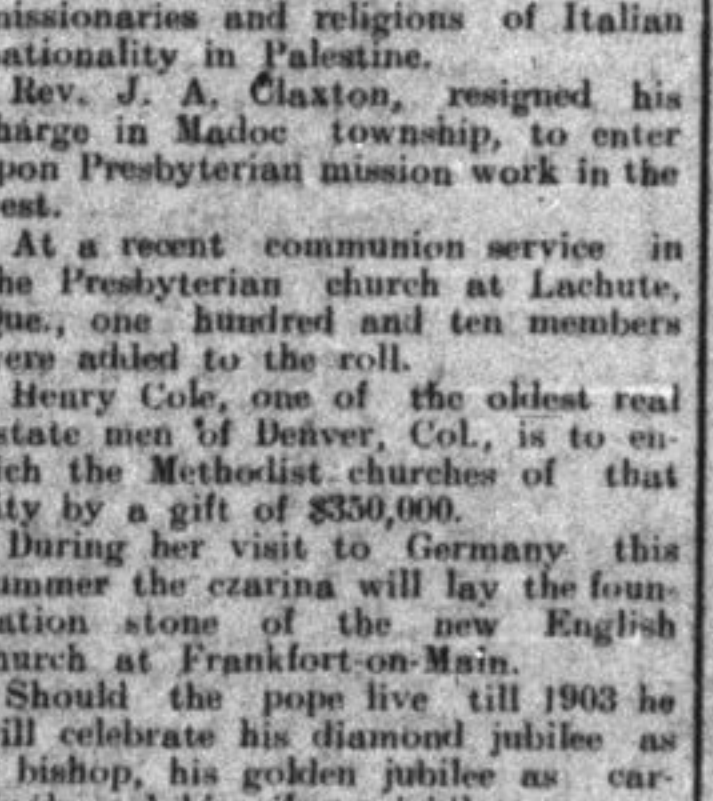 issionaries and religions of Italian
ationality in Palestine.
Rev. J. A. Claxton, resigned his
harge in Madoc township, to enter
pon Presbyterian mission work in the
est.
At a recent communion service in
he Presbyterian church at Lachute,
ue., one hundred and ten members
ere added to the roll.
Henry Cole, one of the oldest real
state men of Denver, Col., is to en-
ich the Methodist churches of that
ity by a gift of $350,000.
During her visit to Germany this
ummer the czarina will lay the foun-
ation stone of the new English
hurch at Frankfort-on-Main.
Should the pope live till 1903 he
ill celebrate his diamond jubilee as
bishop, his golden jubilee as car-